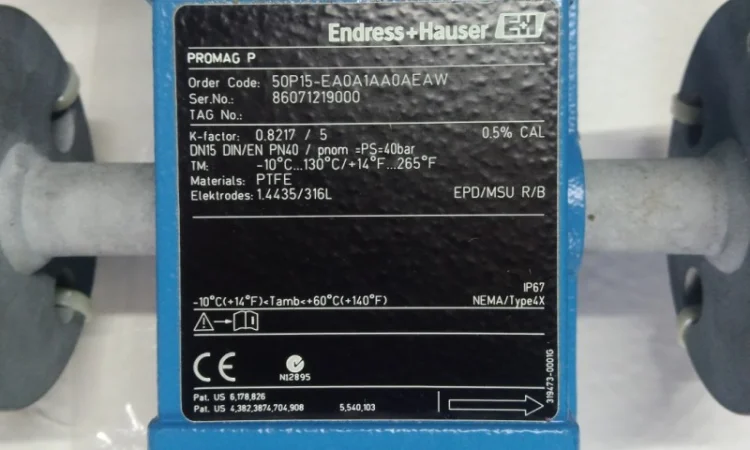 Endress+Hauser E+H
PROMAG P
Order Code: 50P15-EA0A1AA0AEAW
Ser.No.: 86071219000
TAG No.:
K-factor: 0.8217 / 5 0.5% CAL
DN15 DIN/EN PN40 / pnom =PS=40bar
TM: -10°C...130°C/+14°F...265°F
Materials: PTFE
Elektrodes: 1.4435/316L EPD/MSU R/B
IP67
-10°C(+14°F)<Tamb<+60°C(+140°F) NEMA/Type4X
CE
N12895
319473-0001G
Pat. US 6,178,826
Pat. US 4,382,3874,704,908 5,540,103